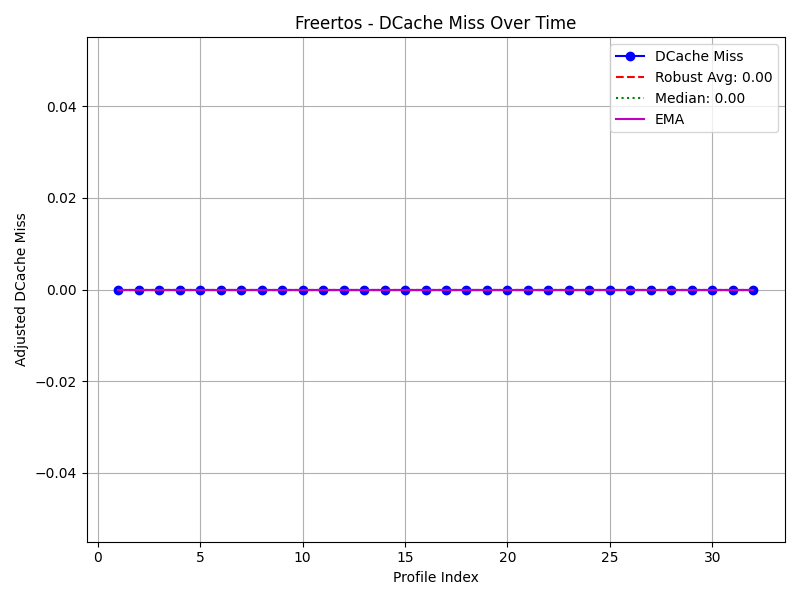 Freertos - DCache Miss Over Time
DCache Miss
Robust Avg: 0.00
Median: 0.00
EMA
Adjusted DCache Miss
0.04
0.02
0.00
−0.02
−0.04
0 5 10 15 20 25 30
Profile Index